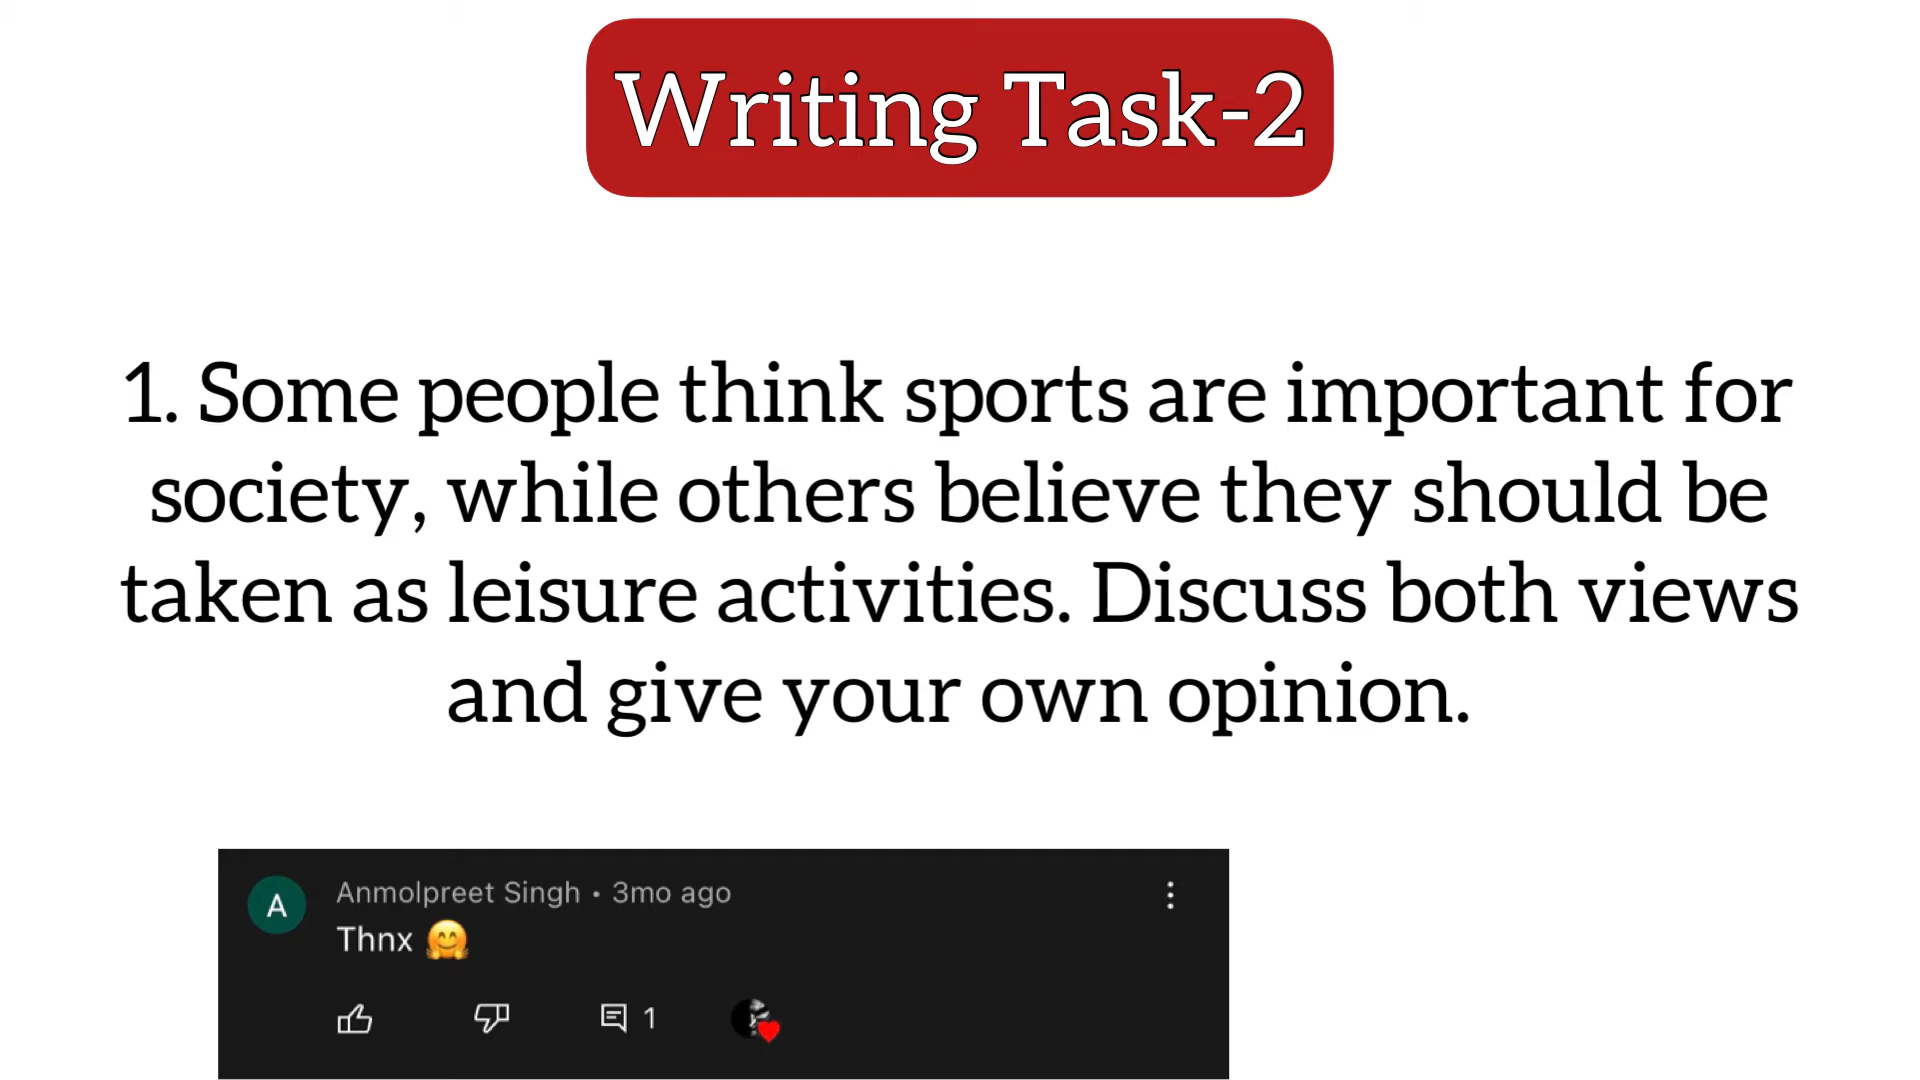 Writing Task-2
1. Some people think sports are important for
society, while others believe they should be
taken as leisure activities. Discuss both views
and give your own opinion.
A
Anmolpreet Singh • 3mo ago
Thnx 🤗
1